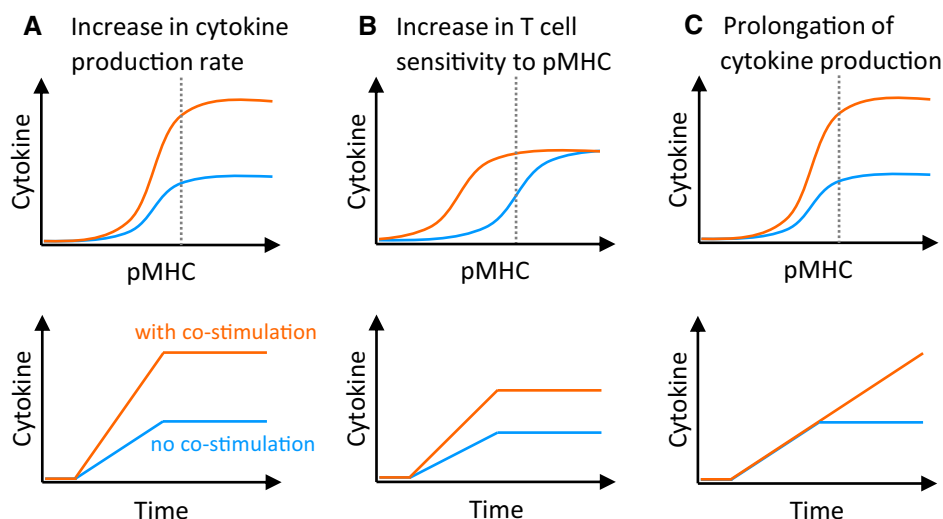 A Increase in cytokine
production rate
Cytokine
pMHC
B Increase in T cell
sensitivity to pMHC
Cytokine
pMHC
C Prolongation of
cytokine production
Cytokine
pMHC
with co-stimulation
no co-stimulation
Cytokine
Time
Cytokine
Time
Cytokine
Time